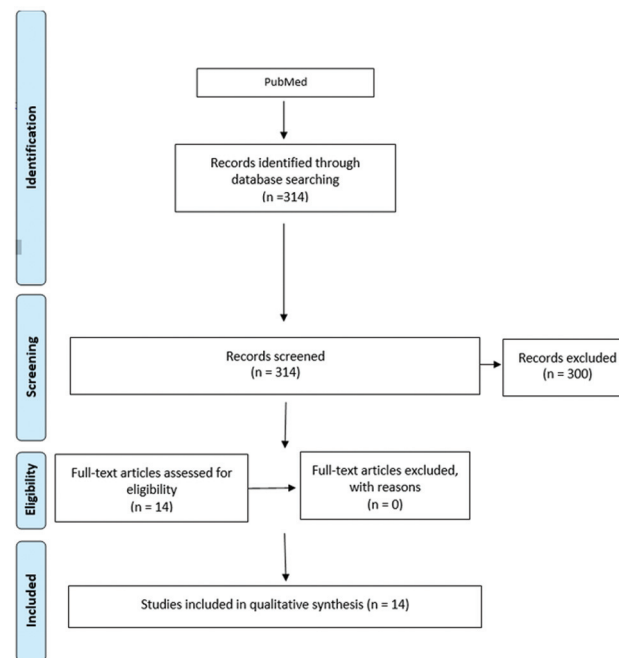 Identification
PubMed
Records identified through
database searching
(n =314)
Screening
Records screened
(n = 314)
Records excluded
(n = 300)
Eligibility
Full-text articles assessed for
eligibility
(n = 14)
Full-text articles excluded,
with reasons
(n = 0)
Included
Studies included in qualitative synthesis (n = 14)